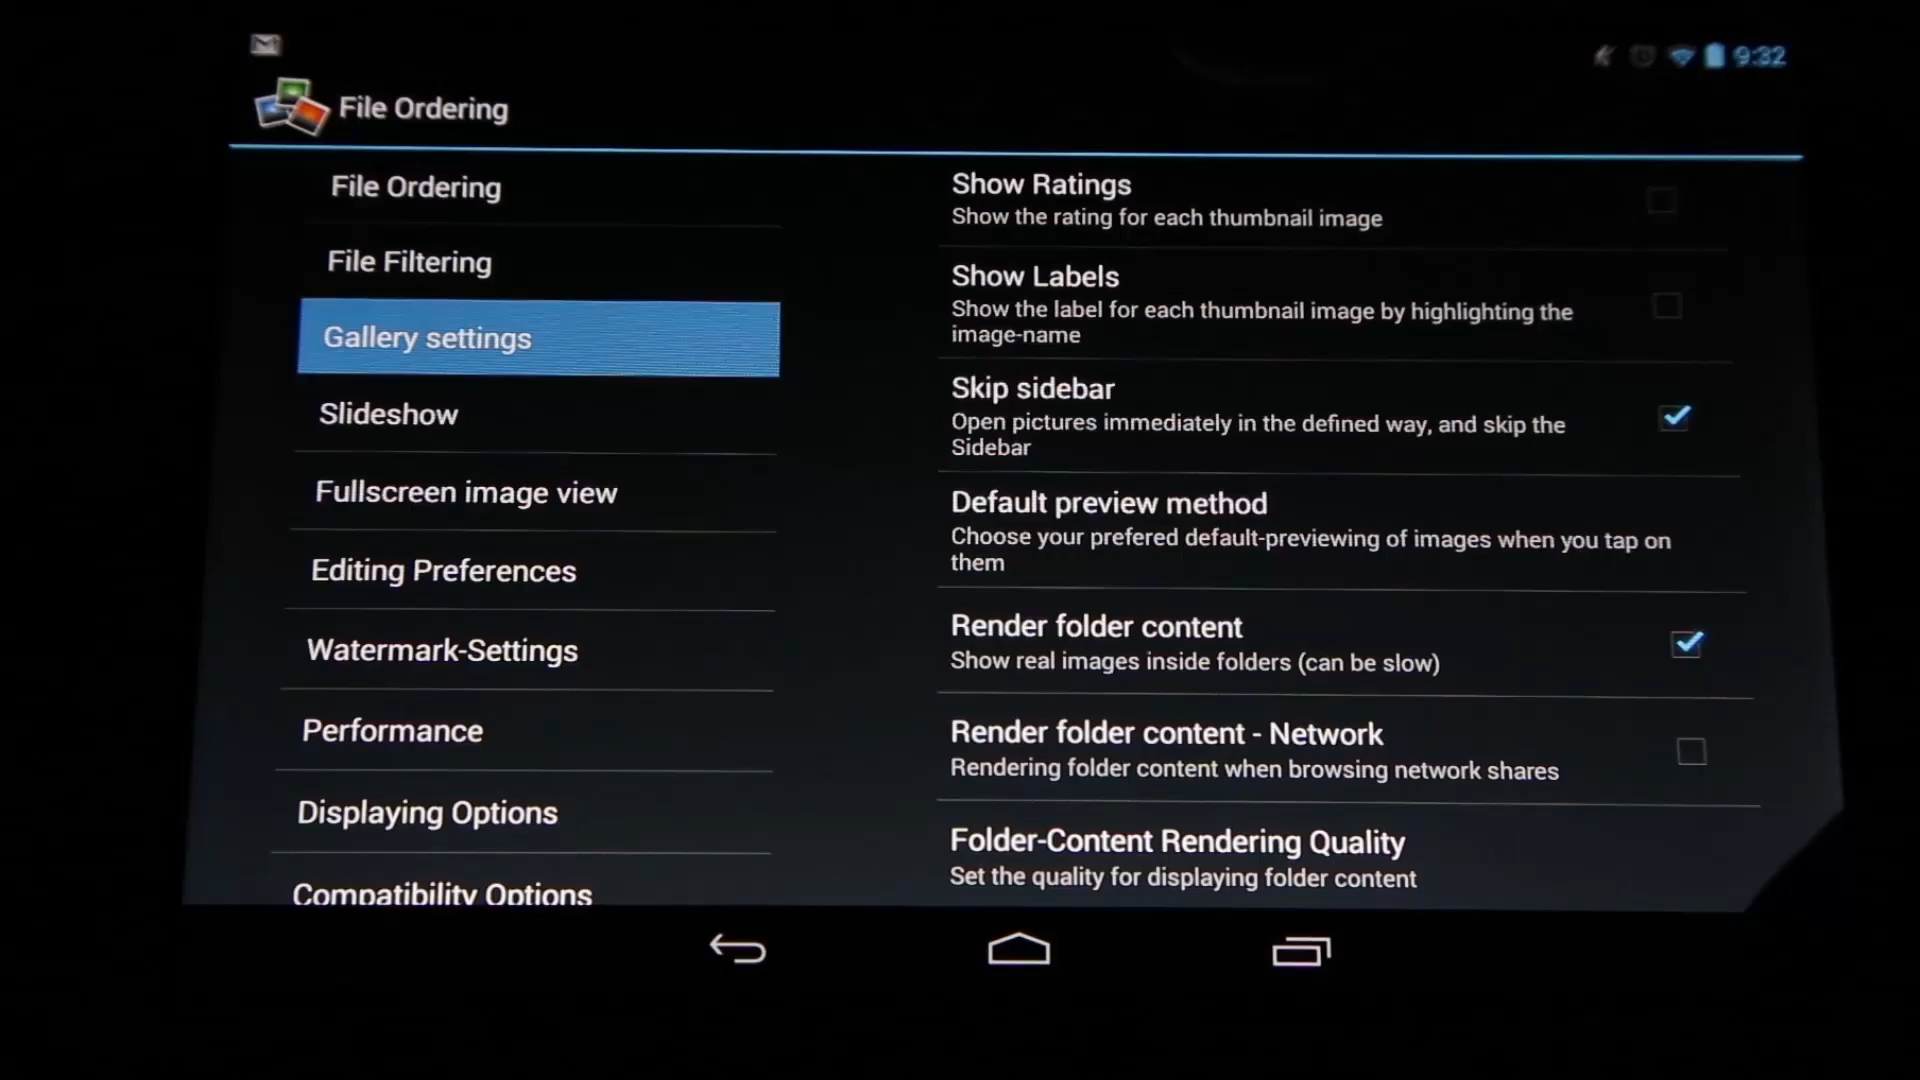 9:32
File Ordering
File Ordering
File Filtering
Gallery settings
Slideshow
Fullscreen image view
Editing Preferences
Watermark-Settings
Performance
Displaying Options
Compatibility Options
Show Ratings
Show the rating for each thumbnail image
Show Labels
Show the label for each thumbnail image by highlighting the
image-name
Skip sidebar
Open pictures immediately in the defined way, and skip the
Sidebar
Default preview method
Choose your prefered default-previewing of images when you tap on
them
Render folder content
Show real images inside folders (can be slow)
Render folder content - Network
Rendering folder content when browsing network shares
Folder-Content Rendering Quality
Set the quality for displaying folder content